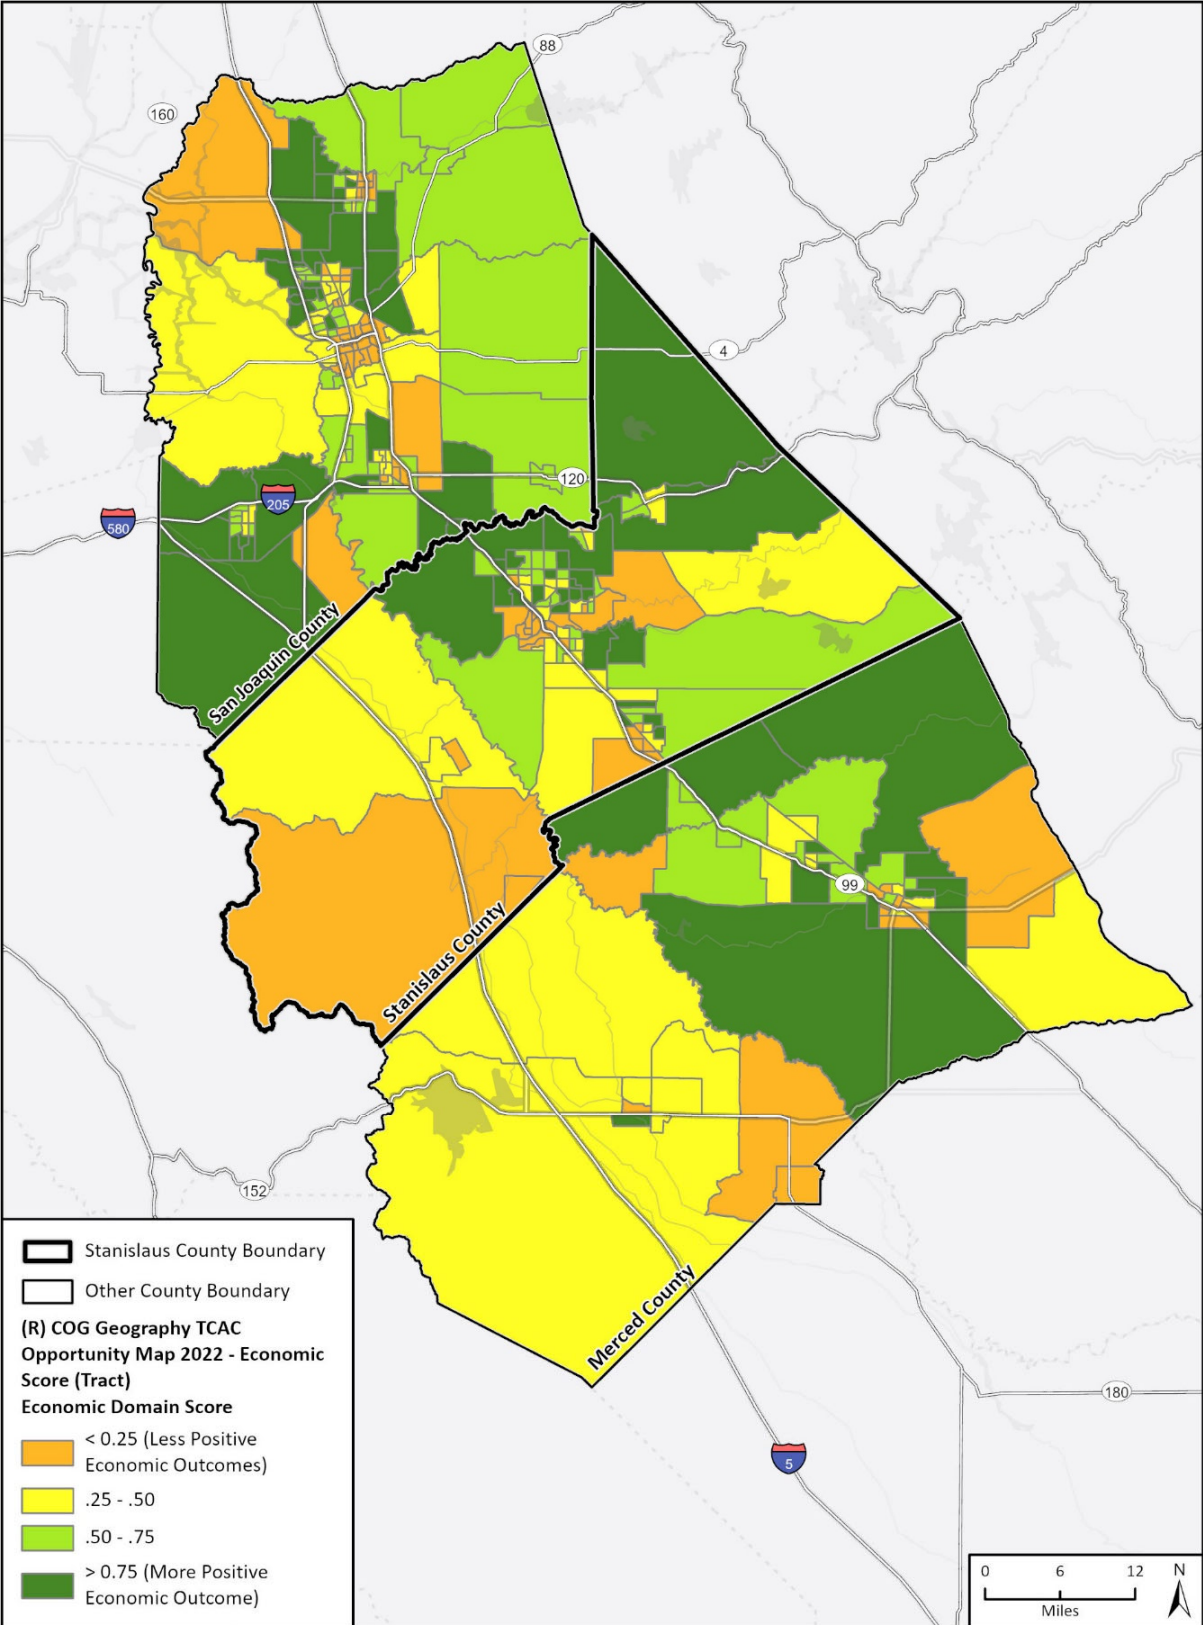 88
160
4
120
205
580
San Joaquin County
99
Stanislaus County
152
Merced County
180
5
Stanislaus County Boundary
Other County Boundary
(R) COG Geography TCAC
Opportunity Map 2022 - Economic
Score (Tract)
Economic Domain Score
< 0.25 (Less Positive
Economic Outcomes)
.25 - .50
.50 - .75
> 0.75 (More Positive
Economic Outcome)
0 6 12
Miles
N